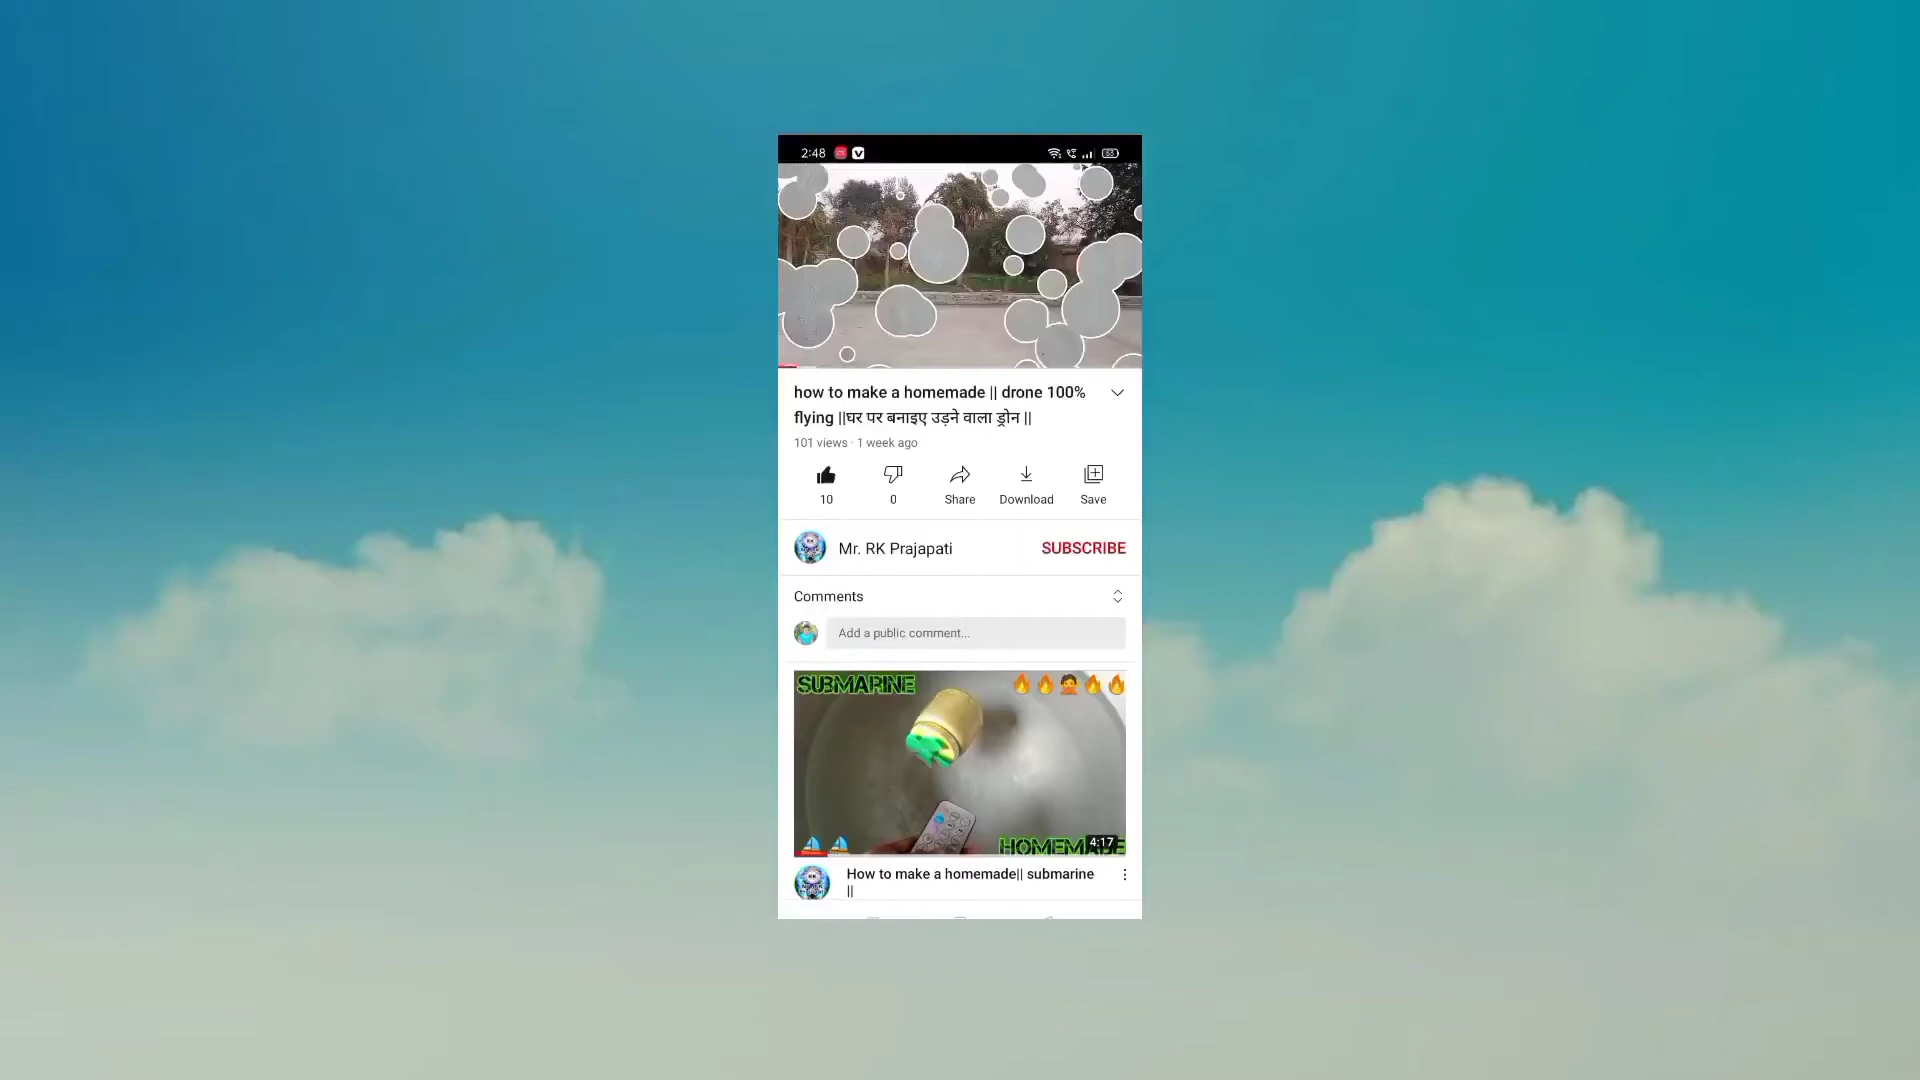 2:48
how to make a homemade || drone 100%
flying ||घर पर बनाइए उड़ने वाला ड्रोन ||
101 views · 1 week ago
10
0
Share
Download
Save
Mr. RK Prajapati
SUBSCRIBE
Comments
Add a public comment...
SUBMARINE
HOMEMADE
4:17
How to make a homemade|| submarine
||